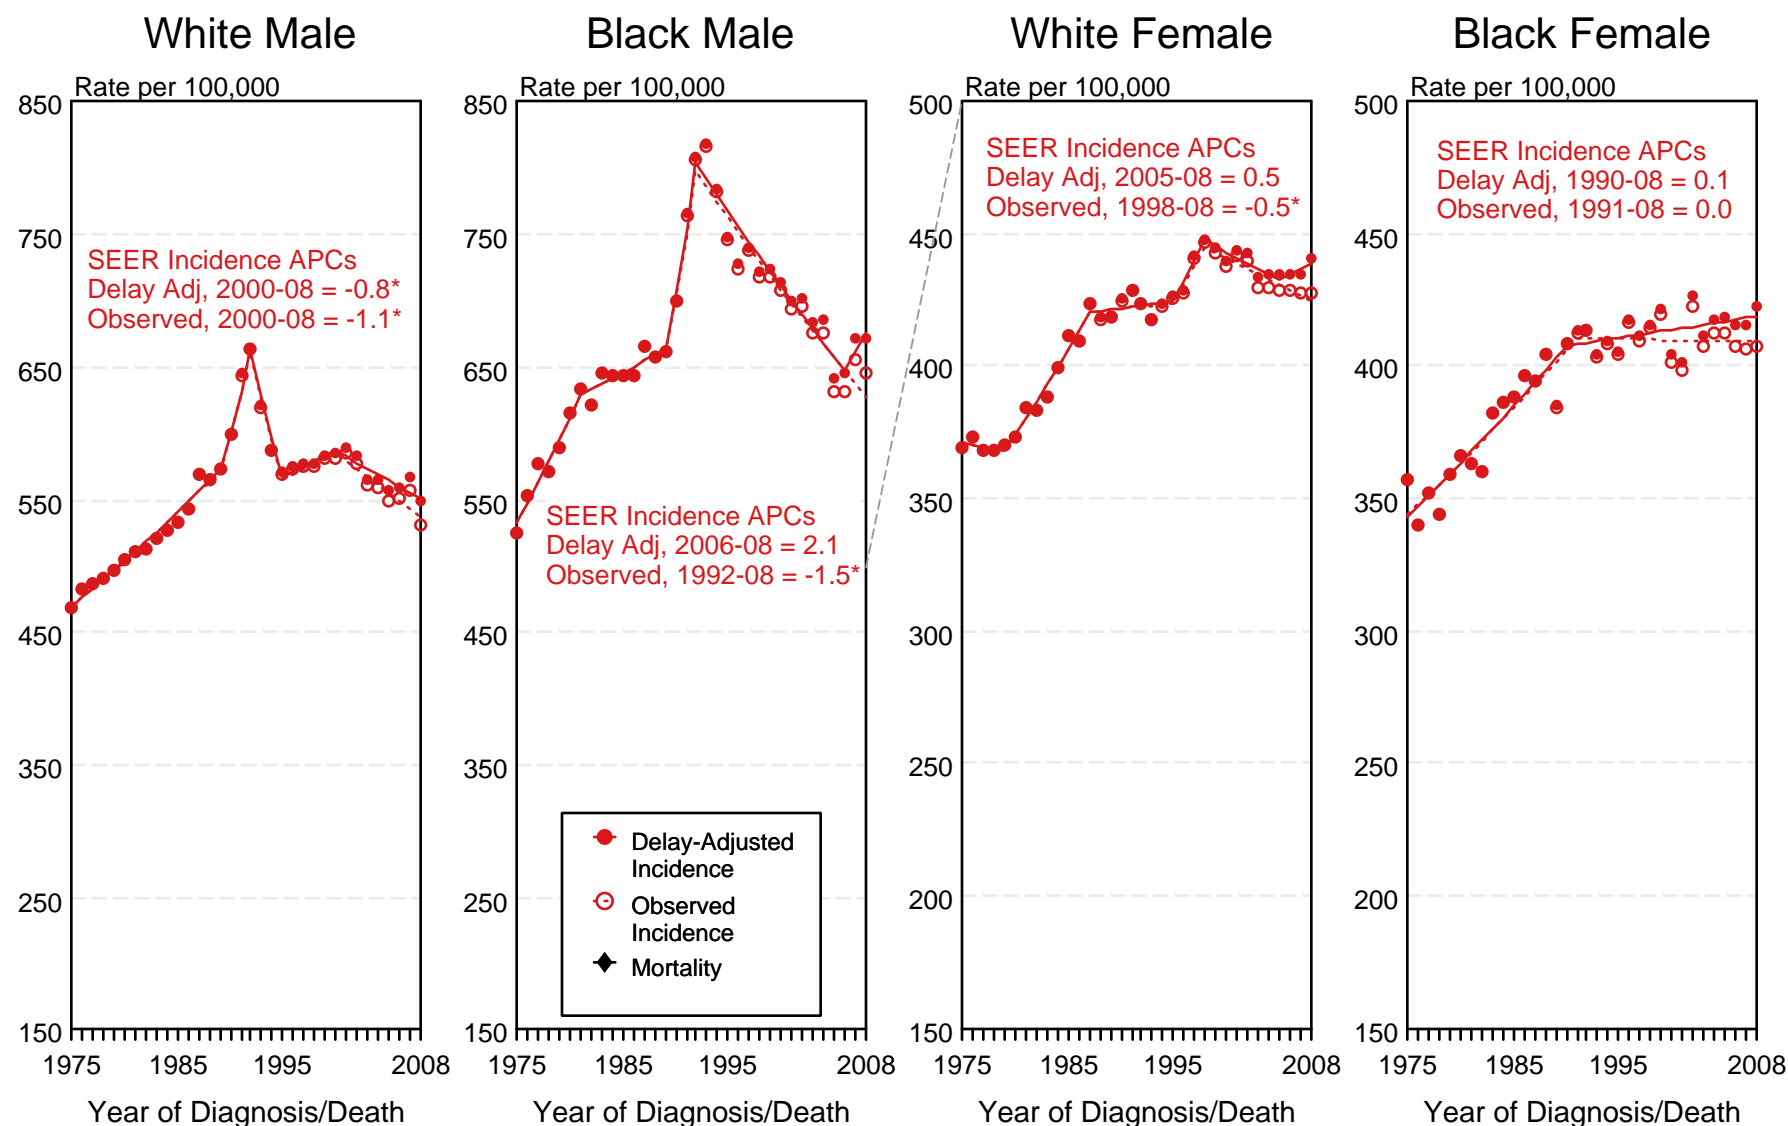 White Male
Rate per 100,000
850
750
650
550
450
350
250
150
SEER Incidence APCs
Delay Adj, 2000-08 = -0.8*
Observed, 2000-08 = -1.1*
1975 1985 1995 2008
Year of Diagnosis/Death
Black Male
Rate per 100,000
850
750
650
550
450
350
250
150
SEER Incidence APCs
Delay Adj, 2006-08 = 2.1
Observed, 1992-08 = -1.5*
Delay-Adjusted
Incidence
Observed
Incidence
Mortality
1975 1985 1995 2008
Year of Diagnosis/Death
White Female
Rate per 100,000
500
450
400
350
300
250
200
150
SEER Incidence APCs
Delay Adj, 2005-08 = 0.5
Observed, 1998-08 = -0.5*
1975 1985 1995 2008
Year of Diagnosis/Death
Black Female
Rate per 100,000
500
450
400
350
300
250
200
150
SEER Incidence APCs
Delay Adj, 1990-08 = 0.1
Observed, 1991-08 = 0.0
1975 1985 1995 2008
Year of Diagnosis/Death